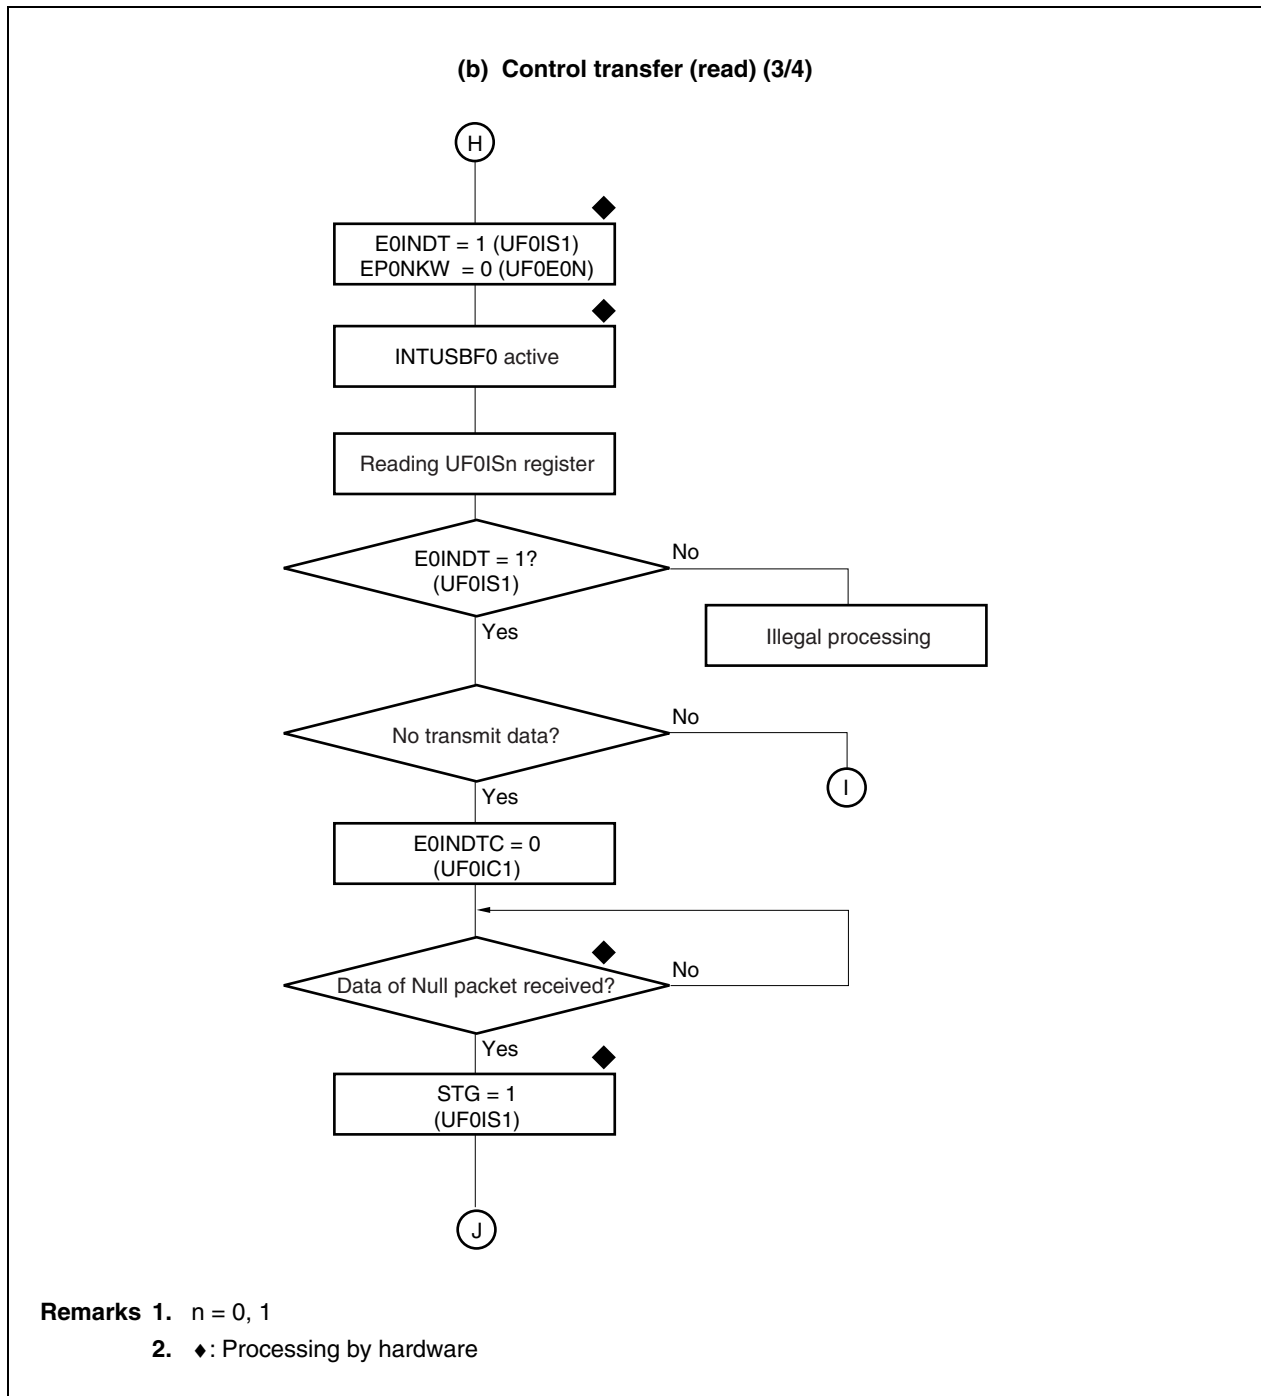 (b) Control transfer (read) (3/4)
H
E0INDT = 1 (UF0IS1)
EP0NKW = 0 (UF0E0N)
INTUSBF0 active
Reading UF0ISn register
E0INDT = 1?
(UF0IS1)
No
Illegal processing
Yes
No transmit data?
No
I
Yes
E0INDTC = 0
(UF0IC1)
Data of Null packet received?
No
Yes
STG = 1
(UF0IS1)
J
Remarks 1. n = 0, 1
2. ♦: Processing by hardware